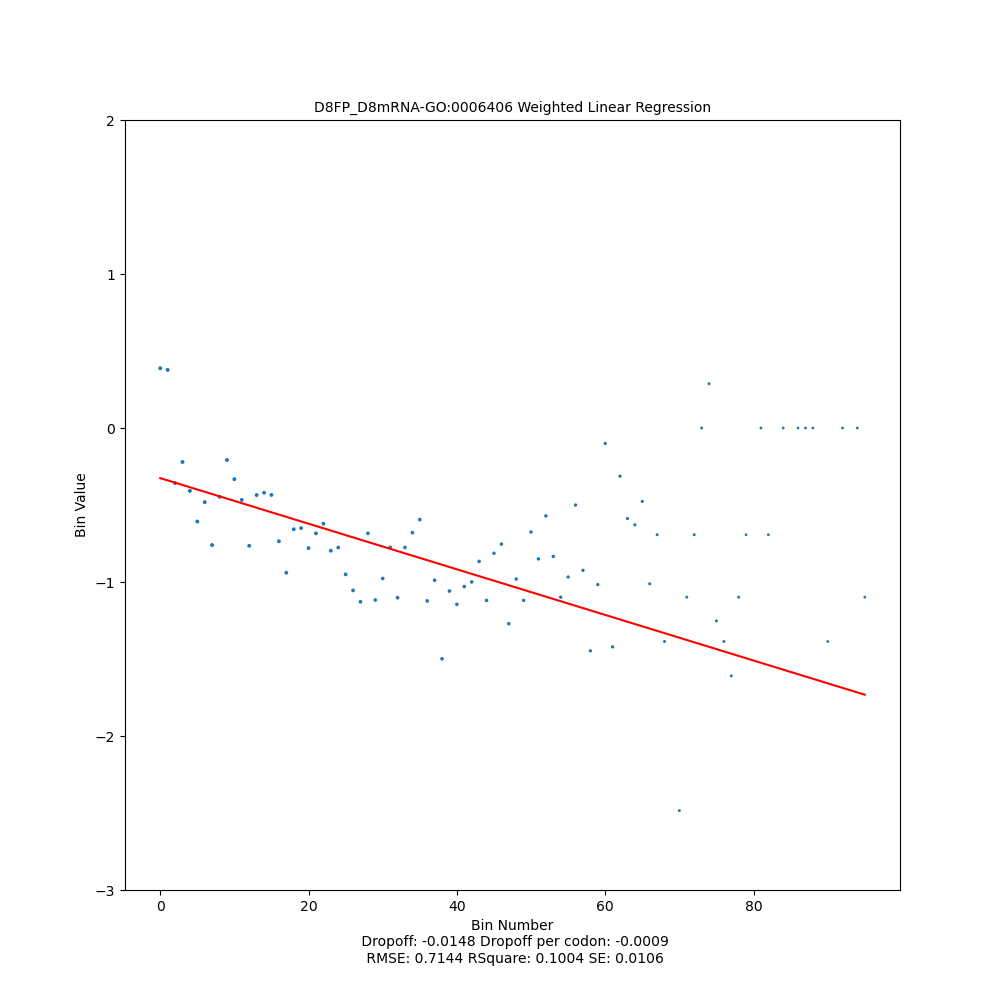 D8FP_D8mRNA-GO:0006406 Weighted Linear Regression
2
1
0
−1
−2
−3
Bin Value
0 20 40 60 80
Bin Number
Dropoff: -0.0148 Dropoff per codon: -0.0009
RMSE: 0.7144 RSquare: 0.1004 SE: 0.0106